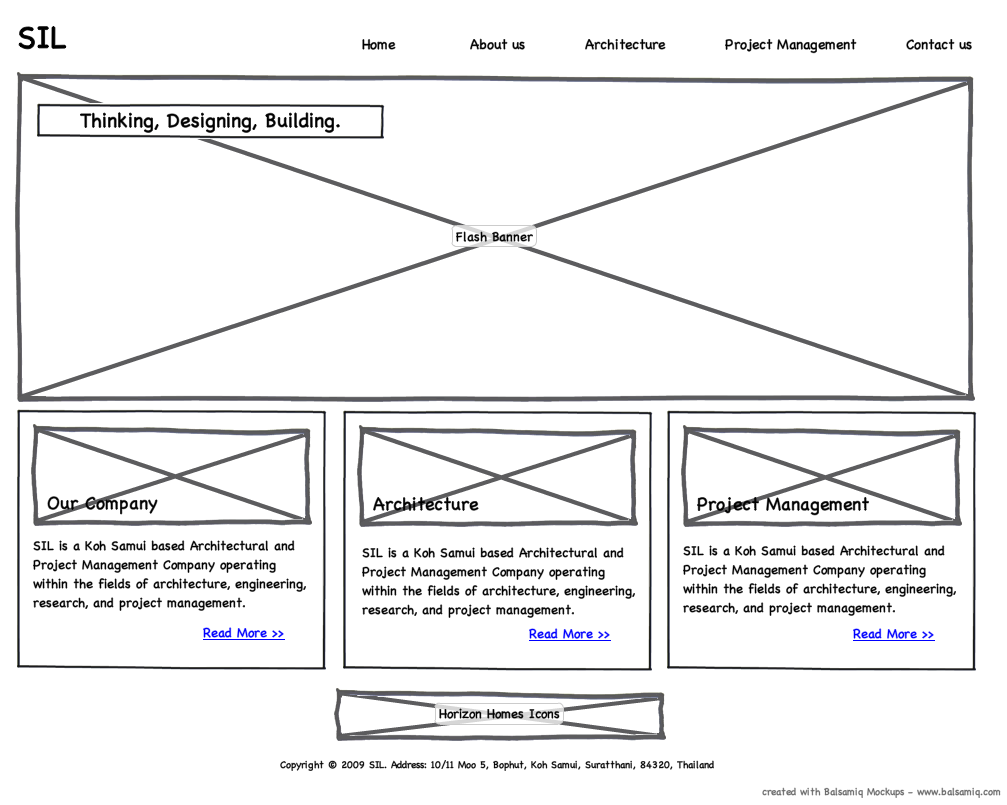 SIL
Home About us Architecture Project Management Contact us
Thinking, Designing, Building.
Flash Banner
Our Company
SIL is a Koh Samui based Architectural and
Project Management Company operating
within the fields of architecture, engineering,
research, and project management.
Read More >>
Architecture
SIL is a Koh Samui based Architectural and
Project Management Company operating
within the fields of architecture, engineering,
research, and project management.
Read More >>
Project Management
SIL is a Koh Samui based Architectural and
Project Management Company operating
within the fields of architecture, engineering,
research, and project management.
Read More >>
Horizon Homes Icons
Copyright © 2009 SIL. Address: 10/11 Moo 5, Bophut, Koh Samui, Suratthani, 84320, Thailand
created with Balsamiq Mockups - www.balsamiq.com